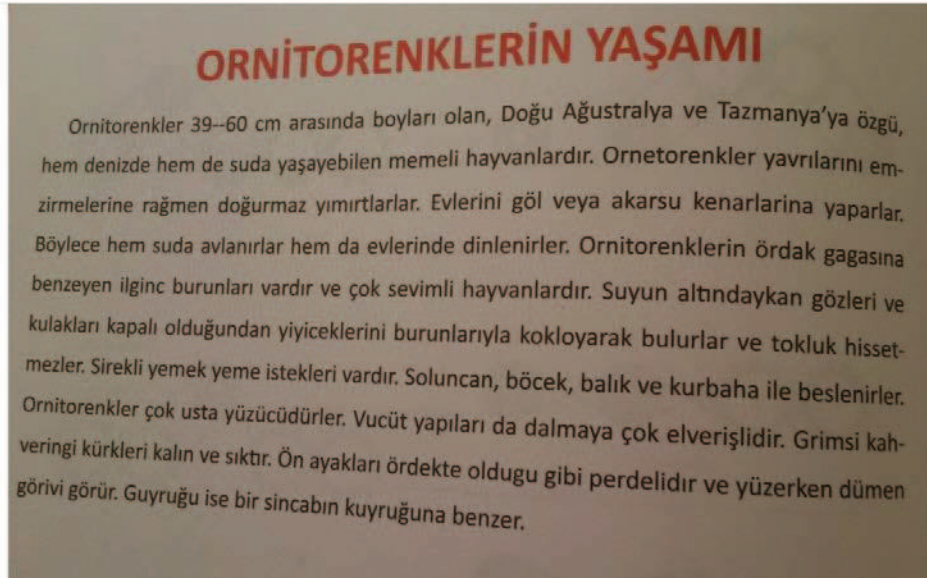 ORNİTORENKLERİN YAŞAMI
Ornitorenkler 39--60 cm arasında boyları olan, Doğu Ağustralya ve Tazmanya'ya özgü,
hem denizde hem de suda yaşayabilen memeli hayvanlardır. Ornetorenkler yavrılarını em-
zirmelerine rağmen doğurmaz yımırtlarlar. Evlerini göl veya akarsu kenarlarina yaparlar.
Böylece hem suda avlanırlar hem da evlerinde dinlenirler. Ornitorenklerin ördak gagasına
benzeyen ilginc burunları vardır ve çok sevimli hayvanlardır. Suyun altındaykan gözleri ve
kulakları kapalı olduğundan yiyiceklerini burunlarıyla kokloyarak bulurlar ve tokluk hisset-
mezler. Sirekli yemek yeme istekleri vardır. Soluncan, böcek, balık ve kurbaha ile beslenirler.
Ornitorenkler çok usta yüzücüdürler. Vucüt yapıları da dalmaya çok elverişlidir. Grimsi kah-
veringi kürkleri kalın ve sıktır. Ön ayakları ördekte oldugu gibi perdelidır ve yüzerken dümen
görivi görür. Guyruğu ise bir sincabın kuyruğuna benzer.